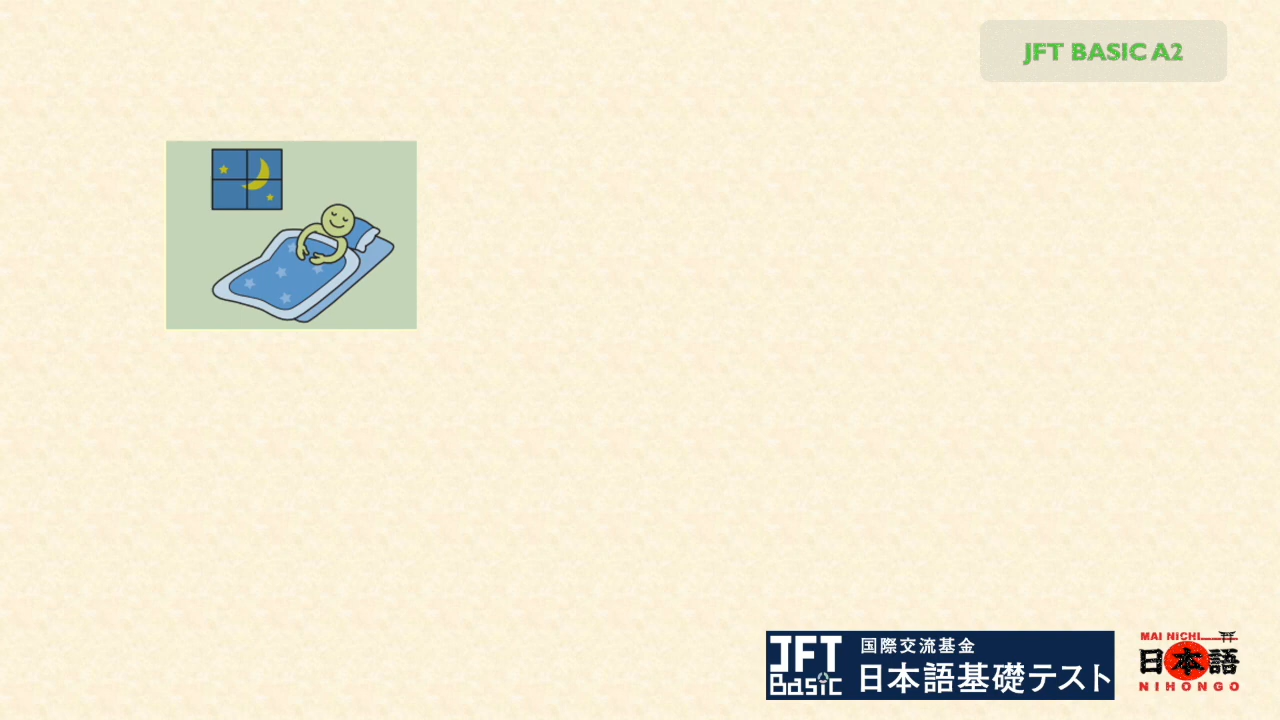 JFT BASIC A2
JFT
Basic
国際交流基金
日本語基礎テスト
MAI NICHI
日本語
NIHONGO